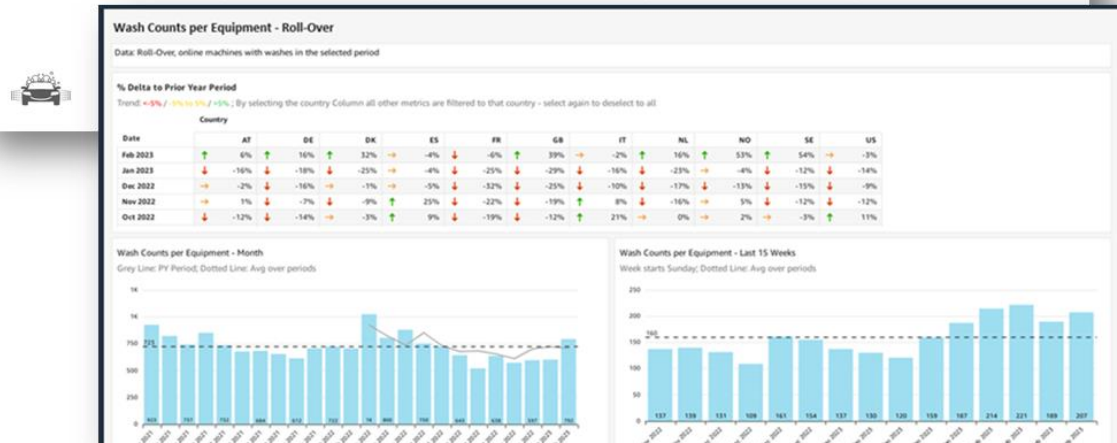 Wash Counts per Equipment - Roll-Over
Data: Roll-Over, online machines with washes in the selected period
% Delta to Prior Year Period
Trend: <-5% / -5% to 5% / >5% ; By selecting the country Column all other metrics are filtered to that country - select again to deselect to all
Country
Date AT DE DK ES FR GB IT NL NO SE US
Feb 2023 ↑ 6% ↑ 16% ↑ 32% → -4% ↓ -6% ↑ 39% → -2% ↑ 16% ↑ 53% ↑ 54% → -3%
Jan 2023 ↓ -16% ↓ -18% ↓ -25% → -4% ↓ -25% ↓ -29% ↓ -16% ↓ -23% → -4% ↓ -12% ↓ -14%
Dec 2022 → -2% ↓ -16% → -1% → -5% ↓ -32% ↓ -25% ↓ -10% ↓ -17% ↓ -13% ↓ -15% ↓ -9%
Nov 2022 → 1% ↓ -7% ↓ -9% ↑ 25% ↓ -22% ↓ -19% ↑ 8% ↓ -16% → 5% ↓ -12% ↓ -12%
Oct 2022 ↓ -12% ↓ -14% → -3% ↑ 9% ↓ -19% ↓ -12% ↑ 21% → 0% → 2% → -3% ↑ 11%
Wash Counts per Equipment - Month
Grey Line: PY Period; Dotted Line: Avg over periods
1K
1K
750
725
500
250
0
Wash Counts per Equipment - Last 15 Weeks
Week starts Sunday; Dotted Line: Avg over periods
250
200
160
150
100
50
0
137 139 131 109 161 154 137 130 120 159 187 214 221 189 207